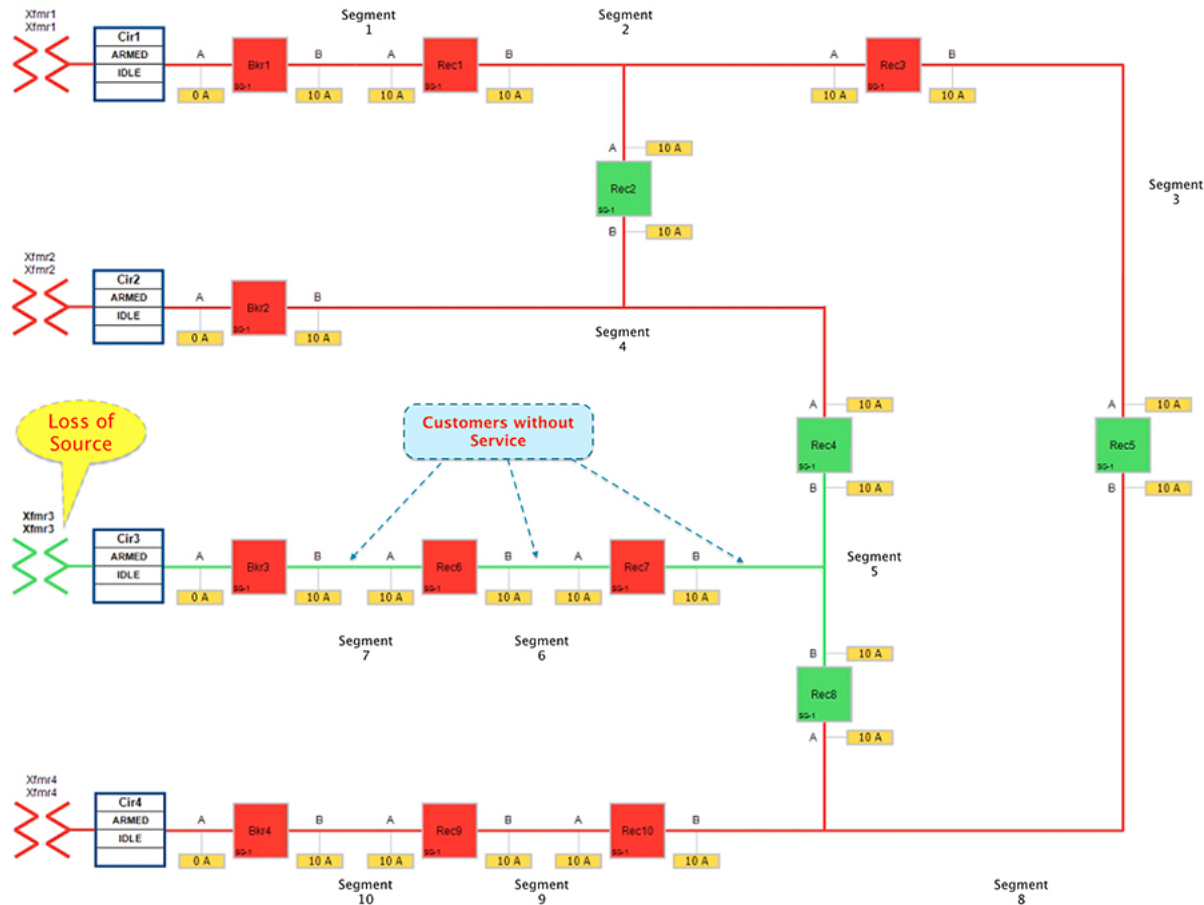 Xfmr1
Xfmr1
Segment
1
Segment
2
Cir1
ARMED
IDLE
A
Bkr1
SG-1
B
A
Rec1
SG-1
B
A
Rec3
SG-1
B
0 A
10 A
10 A
10 A
10 A
10 A
A
10 A
Rec2
SG-1
B
10 A
Segment
3
Xfmr2
Xfmr2
Cir2
ARMED
IDLE
A
Bkr2
SG-1
B
0 A
10 A
Segment
4
Loss of
Source
Customers without
Service
A
10 A
Rec4
SG-1
B
10 A
A
10 A
Rec5
SG-1
B
10 A
Xfmr3
Xfmr3
Cir3
ARMED
IDLE
A
Bkr3
SG-1
B
A
Rec6
SG-1
B
A
Rec7
SG-1
B
0 A
10 A
10 A
10 A
10 A
10 A
Segment
5
Segment
7
Segment
6
B
10 A
Rec8
SG-1
A
10 A
Xfmr4
Xfmr4
Cir4
ARMED
IDLE
A
Bkr4
SG-1
B
A
Rec9
SG-1
B
A
Rec10
SG-1
B
0 A
10 A
10 A
10 A
10 A
10 A
Segment
10
Segment
9
Segment
8